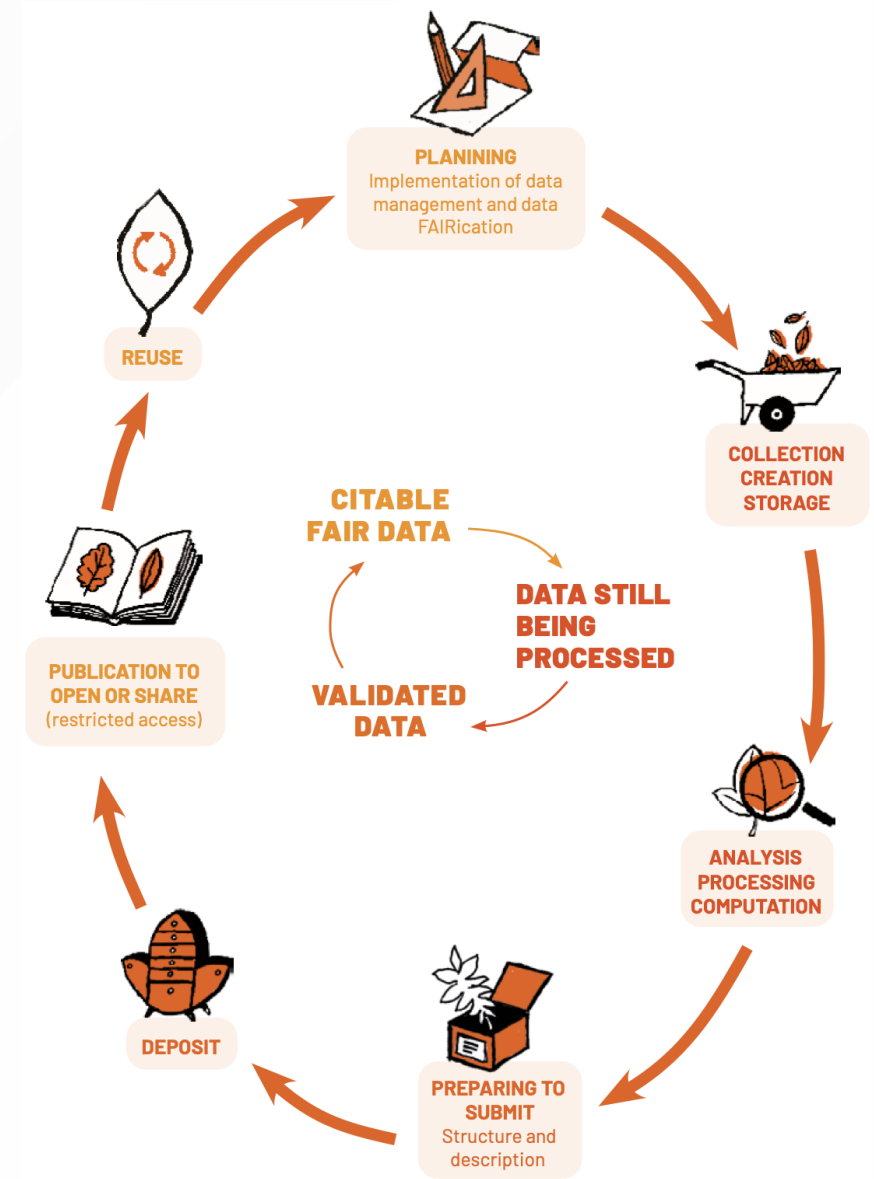 PLANINING
Implementation of data
management and data
FAIRication
COLLECTION
CREATION
STORAGE
ANALYSIS
PROCESSING
COMPUTATION
PREPARING TO
SUBMIT
Structure and
description
DEPOSIT
PUBLICATION TO
OPEN OR SHARE
(restricted access)
REUSE
CITABLE
FAIR DATA
DATA STILL
BEING
PROCESSED
VALIDATED
DATA